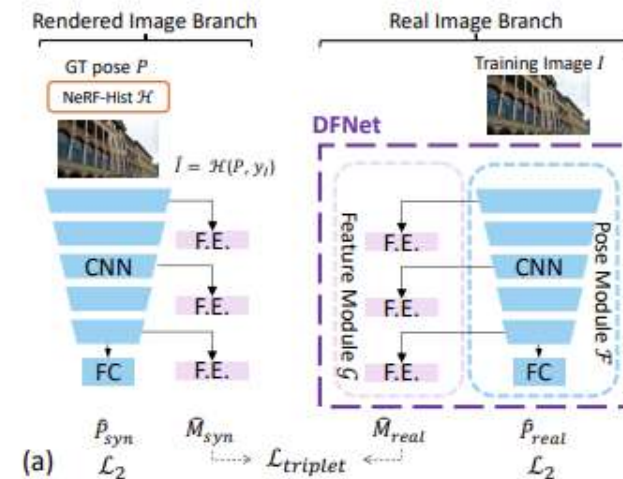 Rendered Image Branch
Real Image Branch
GT pose P
NeRF-Hist ℋ
Training Image I
DFNet
Î = ℋ(P, y_I)
CNN
F.E.
F.E.
F.E.
FC
Feature Module 𝒢
F.E.
F.E.
F.E.
CNN
FC
Pose Module ℱ
P̂_syn
M̂_syn
M̂_real
P̂_real
(a)
ℒ_2
ℒ_triplet
ℒ_2